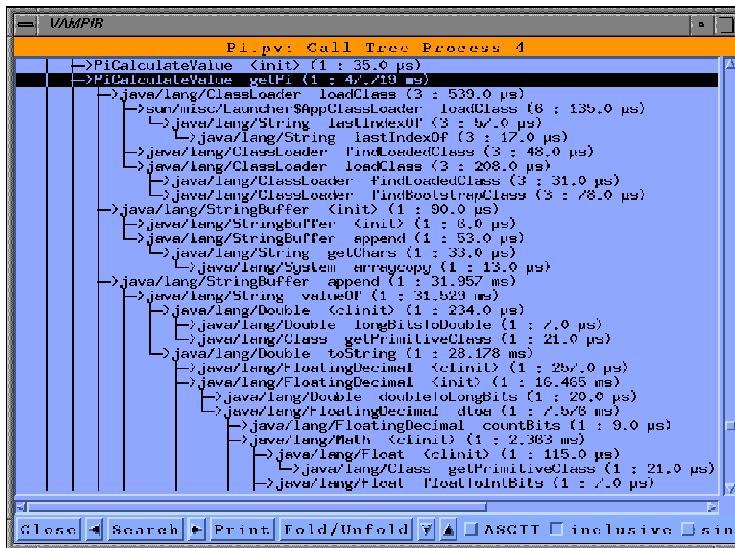 VAMPIR
Pi.pv: Call Tree Process 4
PiCalculateValue <init> (1 : 35.0 µs)
PiCalculateValue getPi (1 : 47.719 ms)
java/lang/ClassLoader loadClass (3 : 539.0 µs)
sun/misc/Launcher$AppClassLoader loadClass (6 : 135.0 µs)
java/lang/String lastIndexOf (3 : 57.0 µs)
java/lang/String lastIndexOf (3 : 17.0 µs)
java/lang/ClassLoader findLoadedClass (3 : 48.0 µs)
java/lang/ClassLoader loadClass (3 : 208.0 µs)
java/lang/ClassLoader findLoadedClass (3 : 31.0 µs)
java/lang/ClassLoader findBootstrapClass (3 : 78.0 µs)
java/lang/StringBuffer <init> (1 : 90.0 µs)
java/lang/StringBuffer <init> (1 : 6.0 µs)
java/lang/StringBuffer append (1 : 53.0 µs)
java/lang/String getChars (1 : 33.0 µs)
java/lang/System arraycopy (1 : 13.0 µs)
java/lang/StringBuffer append (1 : 31.957 ms)
java/lang/String valueOf (1 : 31.529 ms)
java/lang/Double <clinit> (1 : 234.0 µs)
java/lang/Double longBitsToDouble (1 : 7.0 µs)
java/lang/Class getPrimitiveClass (1 : 21.0 µs)
java/lang/Double toString (1 : 28.178 ms)
java/lang/FloatingDecimal <clinit> (1 : 257.0 µs)
java/lang/FloatingDecimal <init> (1 : 16.465 ms)
java/lang/Double doubleToLongBits (1 : 20.0 µs)
java/lang/FloatingDecimal dtoa (1 : 7.576 ms)
java/lang/FloatingDecimal countBits (1 : 9.0 µs)
java/lang/Math <clinit> (1 : 2.363 ms)
java/lang/Float <clinit> (1 : 115.0 µs)
java/lang/Class getPrimitiveClass (1 : 21.0 µs)
java/lang/Float floatToIntBits (1 : 7.0 µs)
Close Search Print Fold/Unfold ASCII inclusive sin